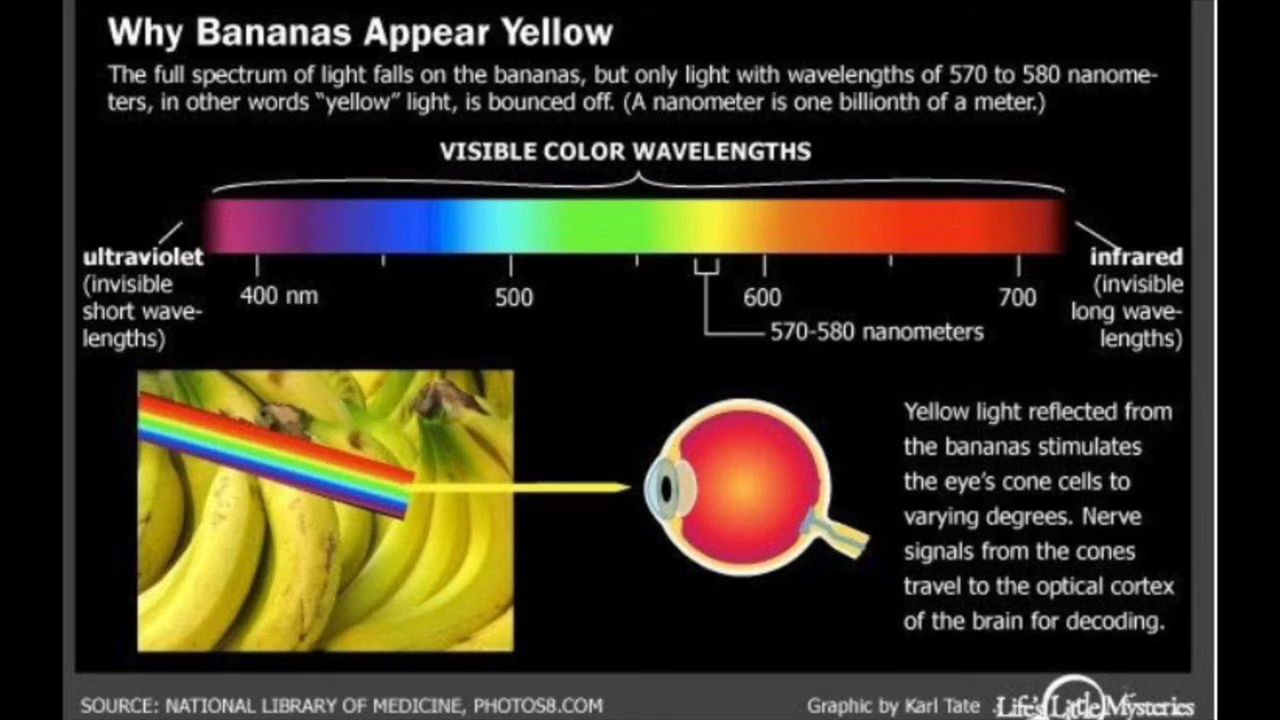 Why Bananas Appear Yellow
The full spectrum of light falls on the bananas, but only light with wavelengths of 570 to 580 nanome-
ters, in other words “yellow” light, is bounced off. (A nanometer is one billionth of a meter.)
VISIBLE COLOR WAVELENGTHS
ultraviolet
(invisible
short wave-
lengths)
400 nm
500
600
700
570-580 nanometers
infrared
(invisible
long wave-
lengths)
Yellow light reflected from
the bananas stimulates
the eye's cone cells to
varying degrees. Nerve
signals from the cones
travel to the optical cortex
of the brain for decoding.
SOURCE: NATIONAL LIBRARY OF MEDICINE, PHOTOS8.COM
Graphic by Karl Tate
Life's Little Mysteries